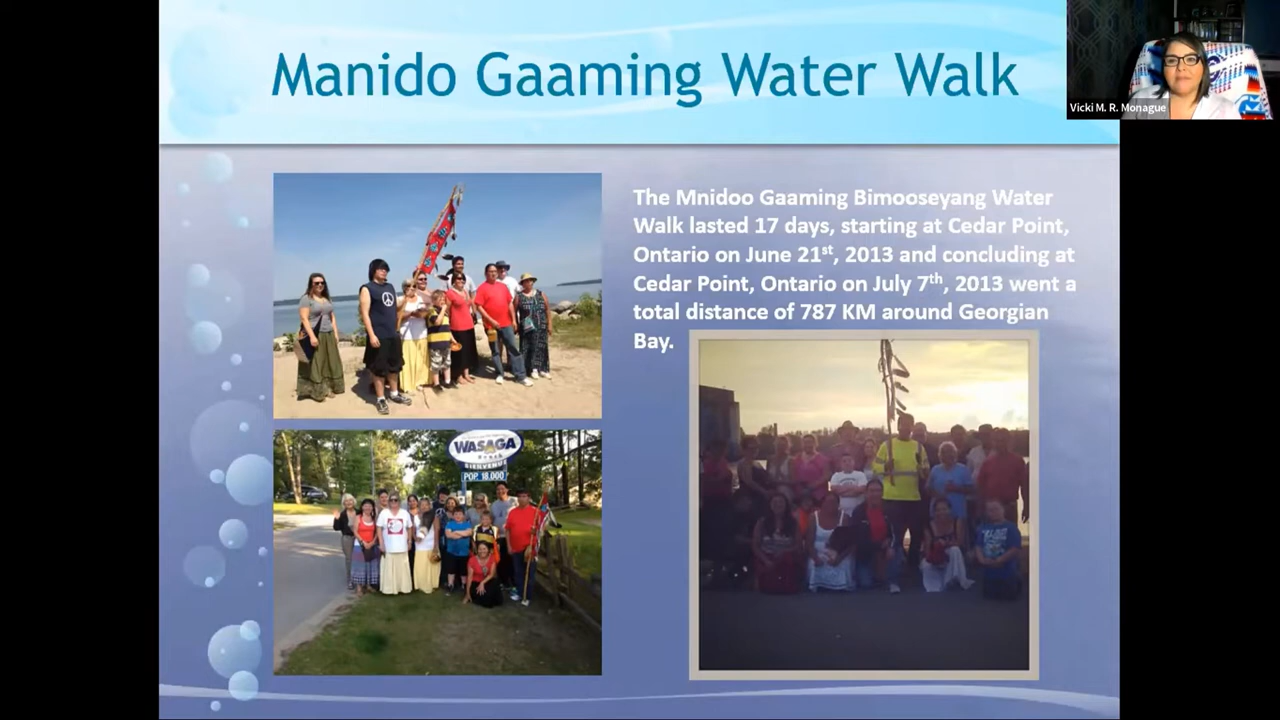 Manido Gaaming Water Walk
Vicki M. R. Monague
The Mnidoo Gaaming Bimooseyang Water
Walk lasted 17 days, starting at Cedar Point,
Ontario on June 21st, 2013 and concluding at
Cedar Point, Ontario on July 7th, 2013 went a
total distance of 787 KM around Georgian
Bay.
WASAGA
Beach
BIENVENUE
POP. 18,000